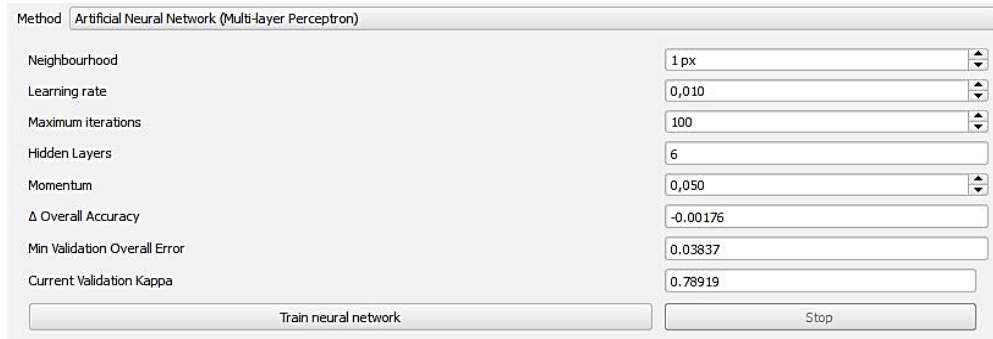 Method Artificial Neural Network (Multi-layer Perceptron)
Neighbourhood 1 px
Learning rate 0,010
Maximum iterations 100
Hidden Layers 6
Momentum 0,050
Δ Overall Accuracy -0.00176
Min Validation Overall Error 0.03837
Current Validation Kappa 0.78919
Train neural network Stop